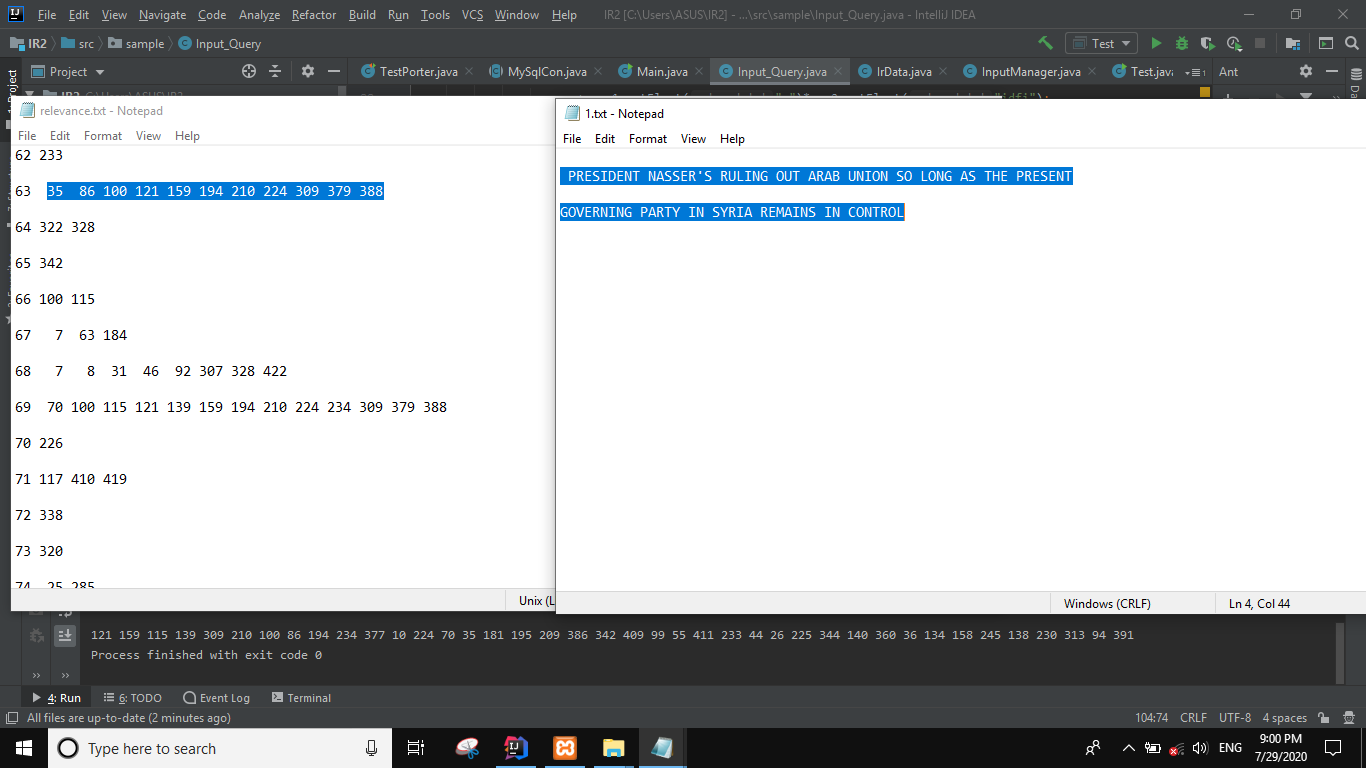 File Edit View Navigate Code Analyze Refactor Build Run Tools VCS Window Help IR2 [C:\Users\ASUS\IR2] - ...\src\sample\Input_Query.java - IntelliJ IDEA
IR2 src sample Input_Query Test
Project Project TestPorter.java MySqlCon.java Main.java Input_Query.java IrData.java InputManager.java Test.java Ant
relevance.txt - Notepad
File Edit Format View Help
62 233
63 35 86 100 121 159 194 210 224 309 379 388
64 322 328
65 342
66 100 115
67 7 63 184
68 7 8 31 46 92 307 328 422
69 70 100 115 121 139 159 194 210 224 234 309 379 388
70 226
71 117 410 419
72 338
73 320
74 25 285
Unix (L
1.txt - Notepad
File Edit Format View Help
PRESIDENT NASSER'S RULING OUT ARAB UNION SO LONG AS THE PRESENT
GOVERNING PARTY IN SYRIA REMAINS IN CONTROL
Windows (CRLF) Ln 4, Col 44
121 159 115 139 309 210 100 86 194 234 377 10 224 70 35 181 195 209 386 342 409 99 55 411 233 44 26 225 344 140 360 36 134 158 245 138 230 313 94 391
Process finished with exit code 0
4: Run 6: TODO Event Log Terminal
All files are up-to-date (2 minutes ago) 104:74 CRLF UTF-8 4 spaces
Type here to search ENG 9:00 PM
7/29/2020